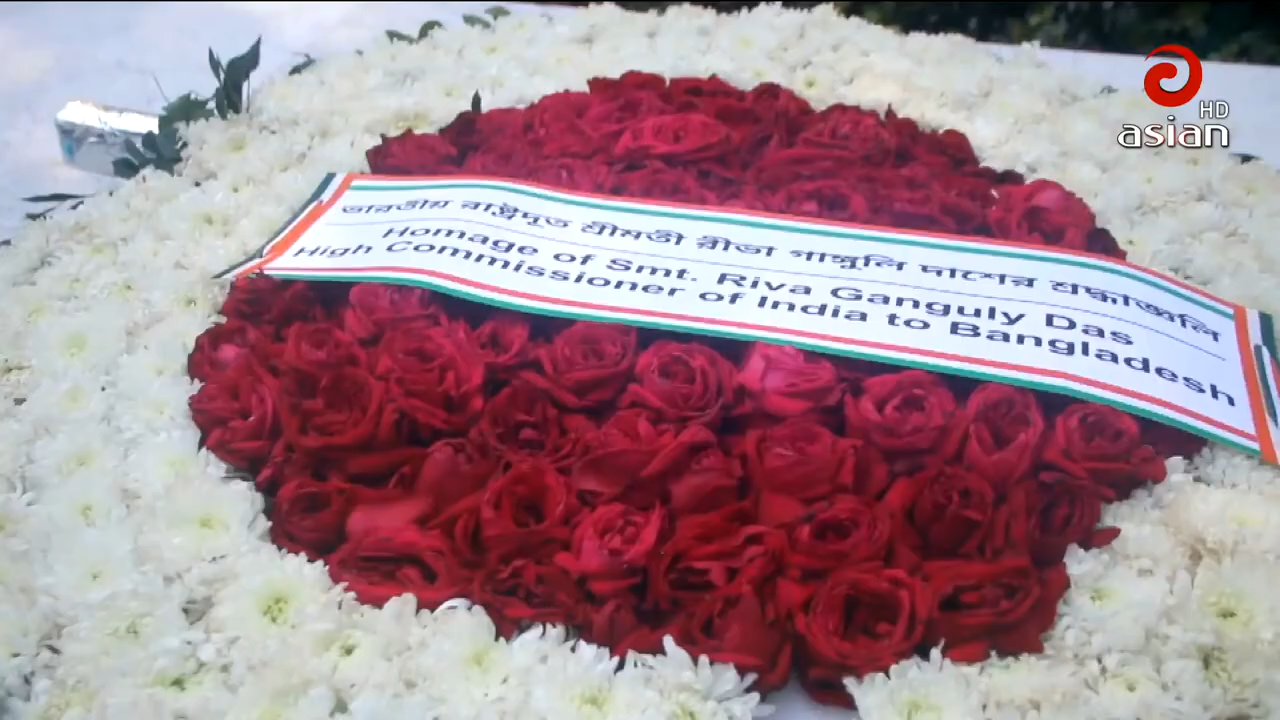 ভারতীয় রাষ্ট্রদূত শ্রীমতী রীভা গাঙ্গুলি দাশের শ্রদ্ধাঞ্জলি
Homage of Smt. Riva Ganguly Das
High Commissioner of India to Bangladesh
HD
asian